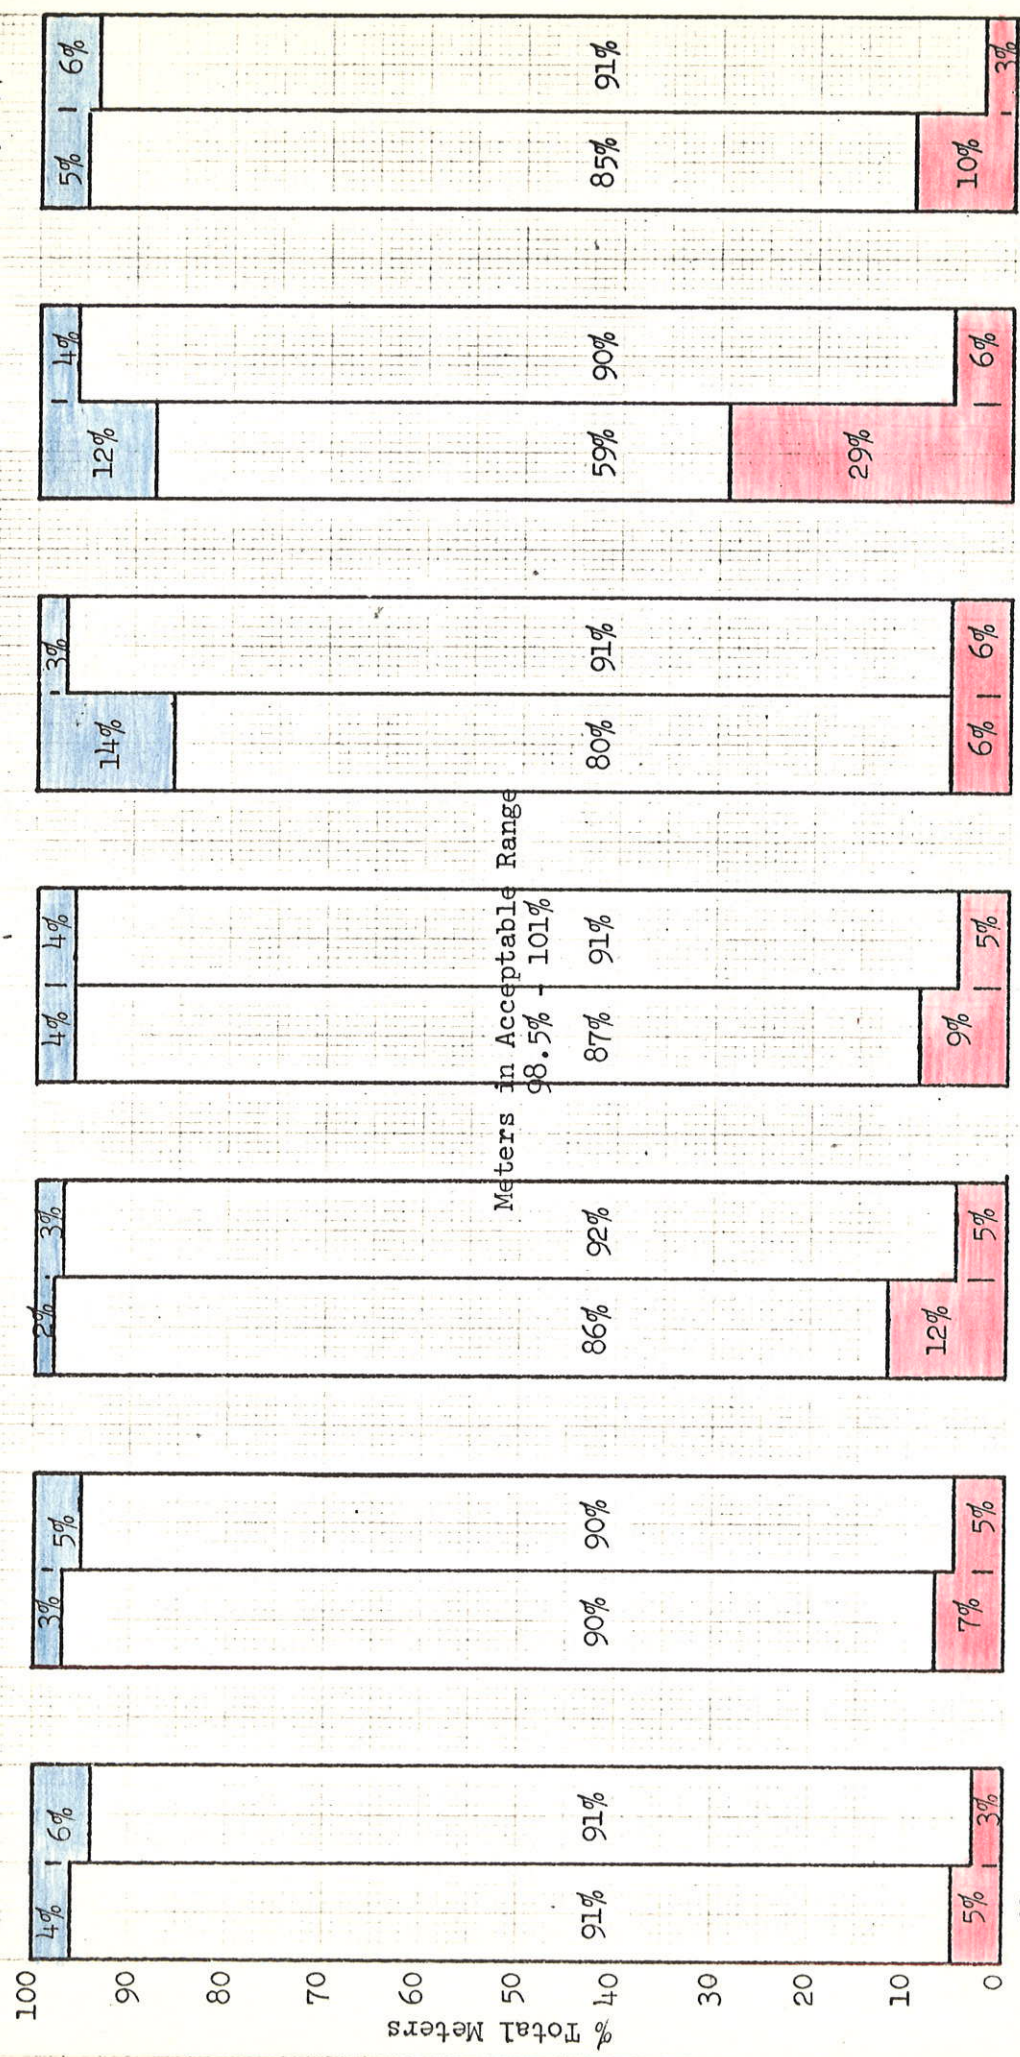 % Total Meters
100
90
80
70
60
50
40
30
20
10
0
4% 6% 3% 5% 2% 3% 4% 4% 14% 3% 12% 4% 5% 6%
Meters in Acceptable Range
98.5% - 101%
91% 91% 90% 90% 86% 92% 87% 91% 80% 91% 59% 90% 85% 91%
5% 3% 7% 5% 12% 5% 9% 5% 6% 6% 29% 6% 10% 3%